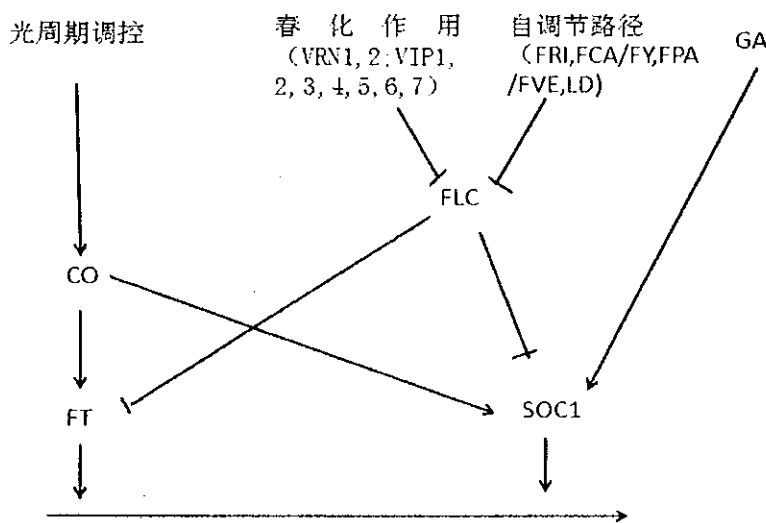 光周期调控
春化作用
（VRN1,2;VIP1,
2,3,4,5,6,7）
自调节路径
（FRI,FCA/FY,FPA
/FVE,LD)
GA
FLC
CO
FT
SOC1